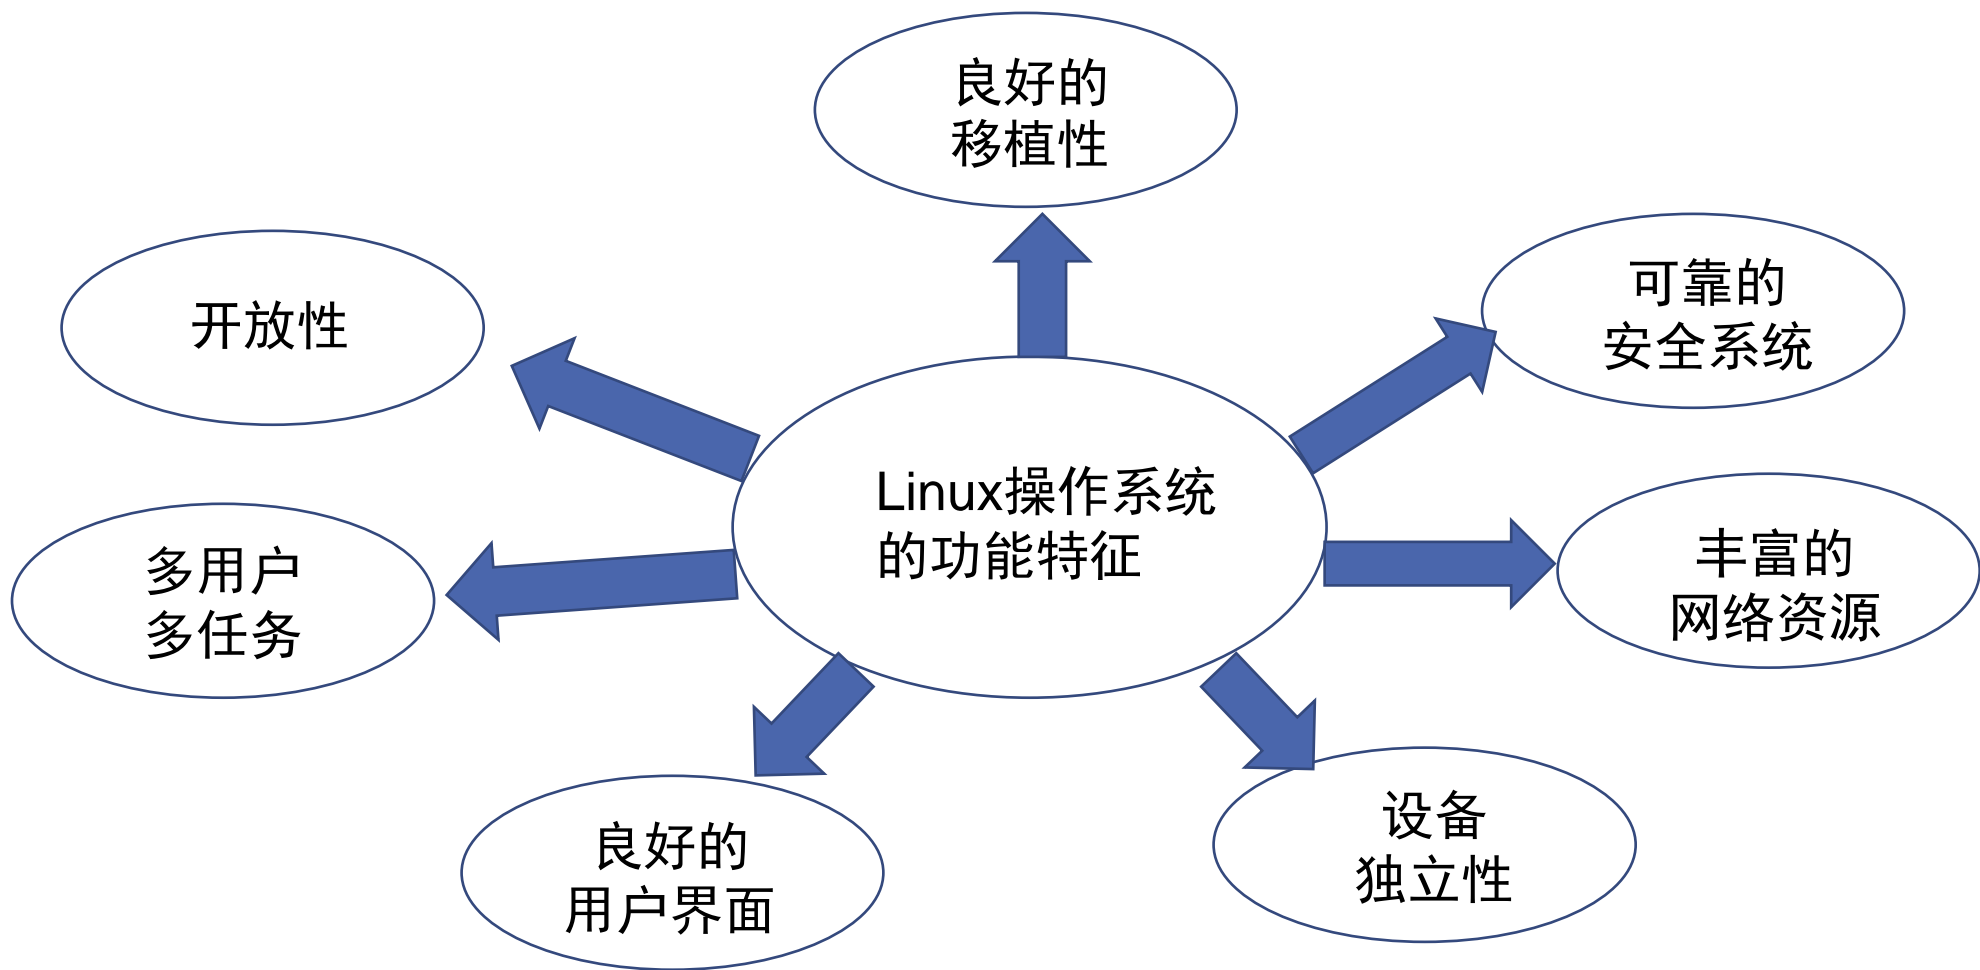 良好的
移植性
可靠的
安全系统
开放性
Linux操作系统
的功能特征
丰富的
网络资源
多用户
多任务
设备
独立性
良好的
用户界面